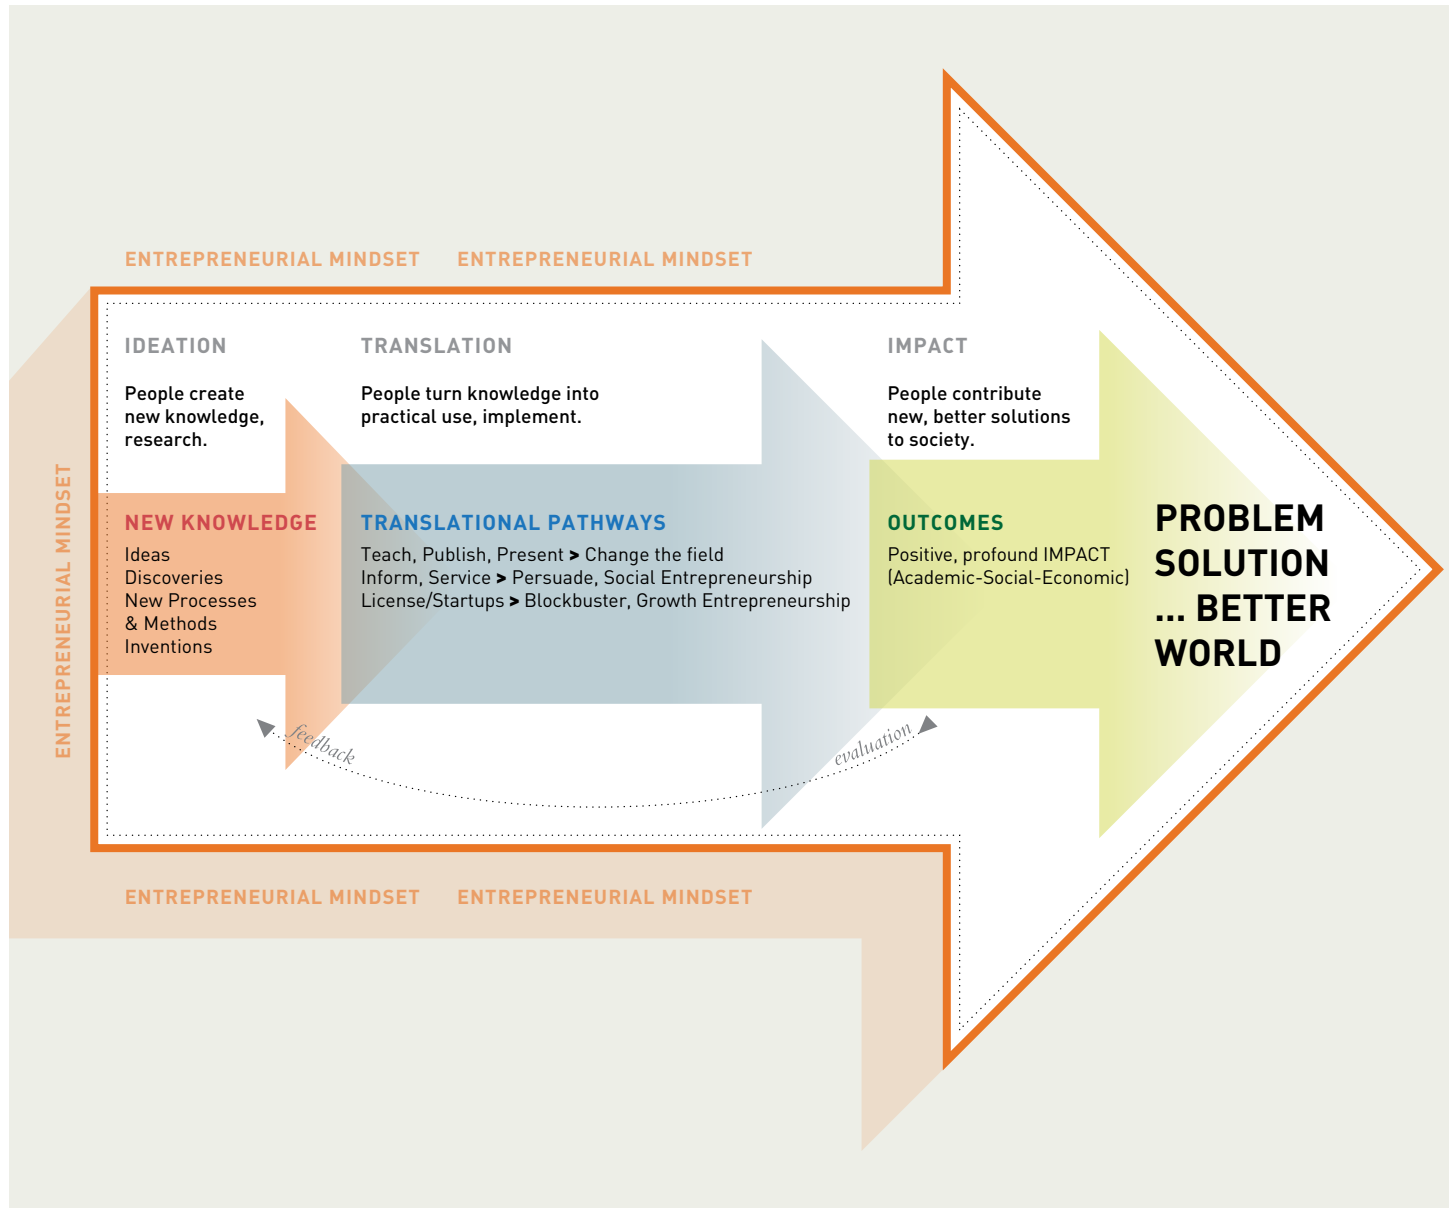 ENTREPRENEURIAL MINDSET ENTREPRENEURIAL MINDSET
ENTREPRENEURIAL MINDSET
IDEATION
People create
new knowledge,
research.
NEW KNOWLEDGE
Ideas
Discoveries
New Processes
& Methods
Inventions
TRANSLATION
People turn knowledge into
practical use, implement.
TRANSLATIONAL PATHWAYS
Teach, Publish, Present > Change the field
Inform, Service > Persuade, Social Entrepreneurship
License/Startups > Blockbuster, Growth Entrepreneurship
IMPACT
People contribute
new, better solutions
to society.
OUTCOMES
Positive, profound IMPACT
(Academic-Social-Economic)
PROBLEM
SOLUTION
... BETTER
WORLD
feedback
evaluation
ENTREPRENEURIAL MINDSET ENTREPRENEURIAL MINDSET